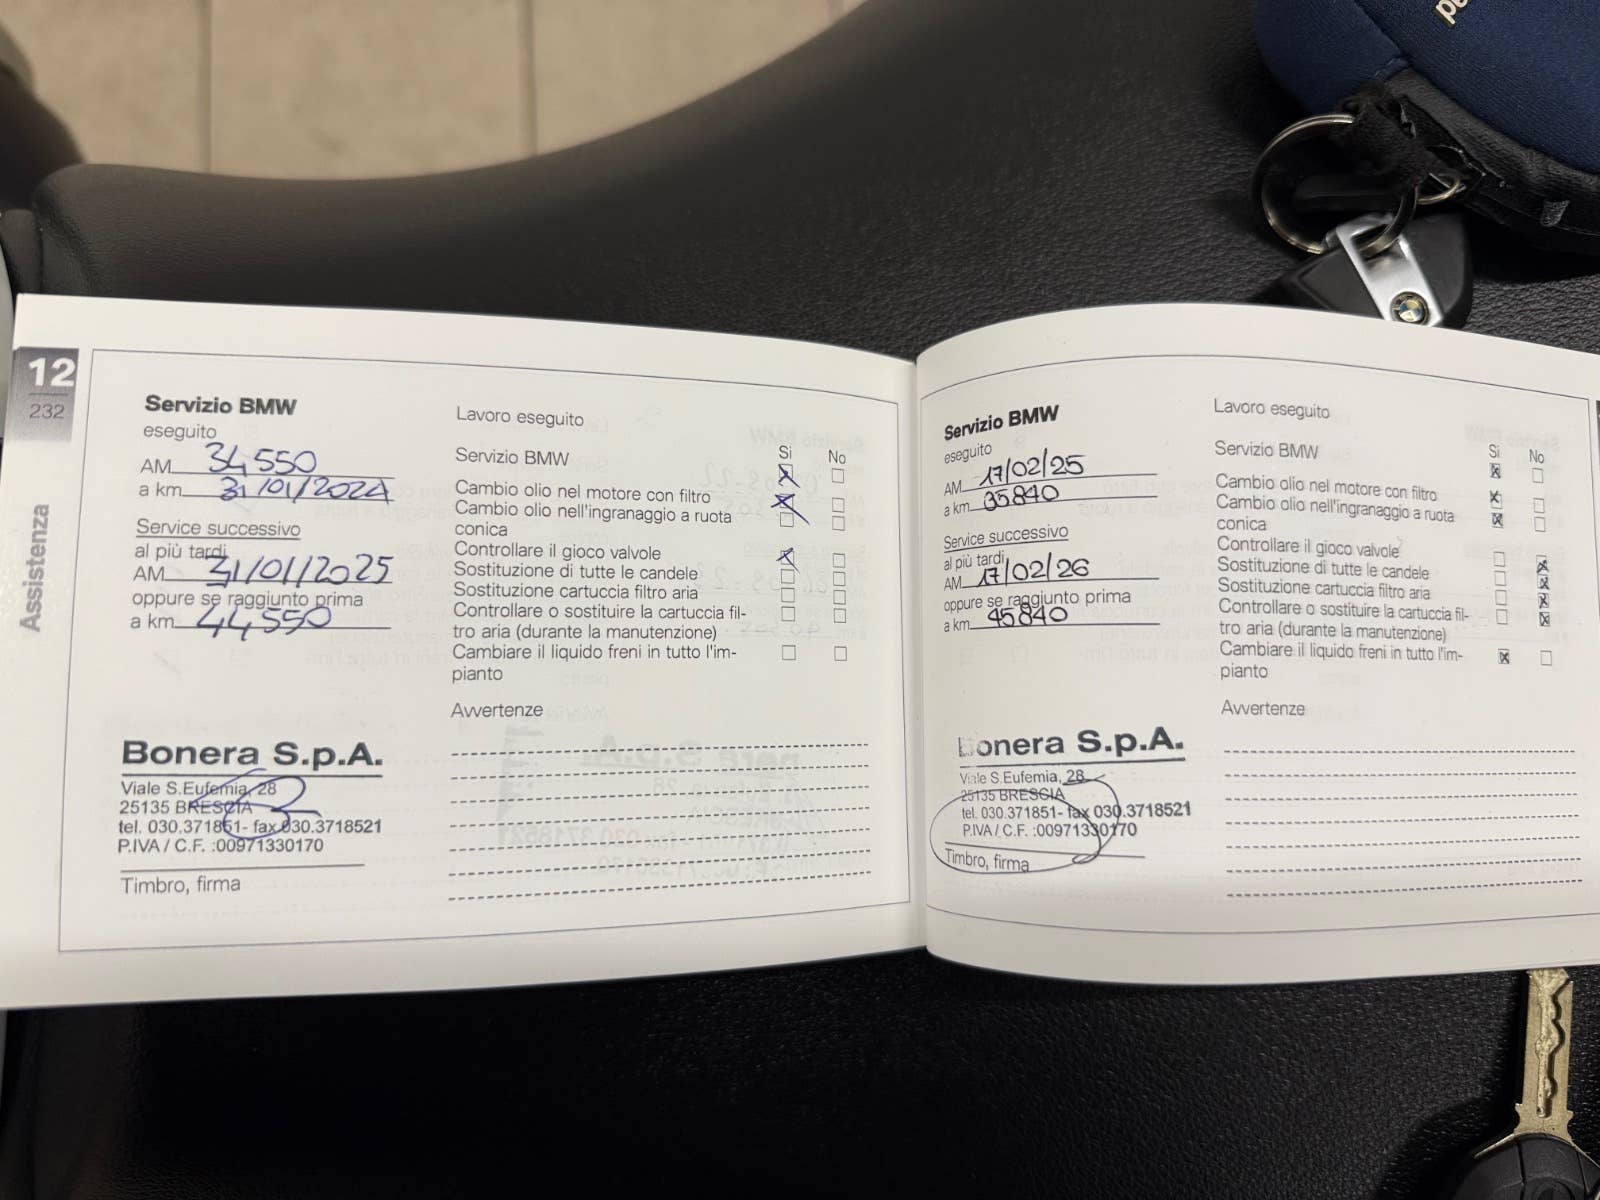 12
232
Assistenza
Servizio BMW
eseguito
AM 34550
a km 31/01/2024
Service successivo
al più tardi
AM 31/01/2025
oppure se raggiunto prima
a km 44550
Bonera S.p.A.
Viale S.Eufemia, 28
25135 BRESCIA
tel. 030.371851- fax 030.3718521
P.IVA / C.F. :00971330170
Timbro, firma
Lavoro eseguito
Si No
Servizio BMW
Cambio olio nel motore con filtro
Cambio olio nell'ingranaggio a ruota
conica
Controllare il gioco valvole
Sostituzione di tutte le candele
Sostituzione cartuccia filtro aria
Controllare o sostituire la cartuccia fil-
tro aria (durante la manutenzione)
Cambiare il liquido freni in tutto l'im-
pianto
Avvertenze
Servizio BMW
eseguito
AM 17/02/25
a km 35840
Service successivo
al più tardi
AM 17/02/26
oppure se raggiunto prima
a km 45840
Bonera S.p.A.
Viale S.Eufemia, 28
25135 BRESCIA
tel. 030.371851- fax 030.3718521
P.IVA / C.F. :00971330170
Timbro, firma
Lavoro eseguito
Si No
Servizio BMW
Cambio olio nel motore con filtro
Cambio olio nell'ingranaggio a ruota
conica
Controllare il gioco valvole
Sostituzione di tutte le candele
Sostituzione cartuccia filtro aria
Controllare o sostituire la cartuccia fil-
tro aria (durante la manutenzione)
Cambiare il liquido freni in tutto l'im-
pianto
Avvertenze